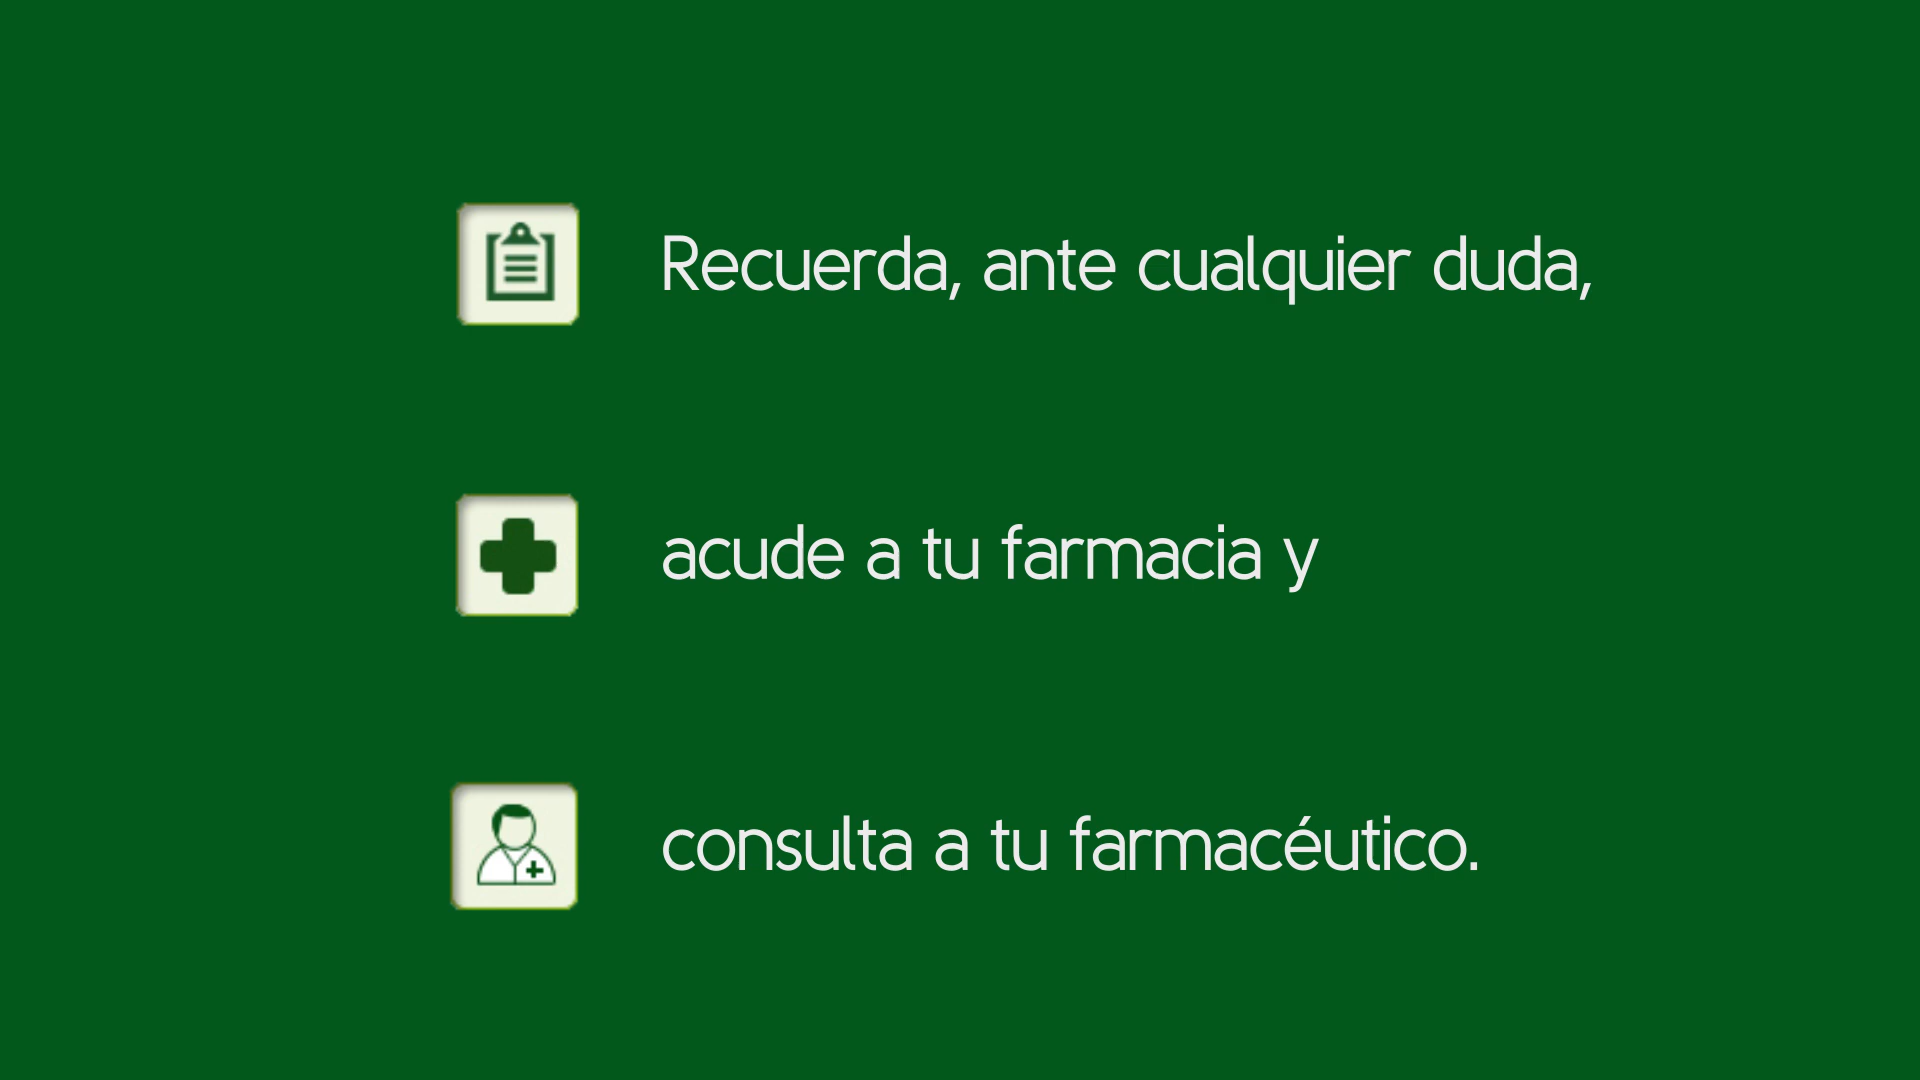 Recuerda, ante cualquier duda,
acude a tu farmacia y
consulta a tu farmacéutico.